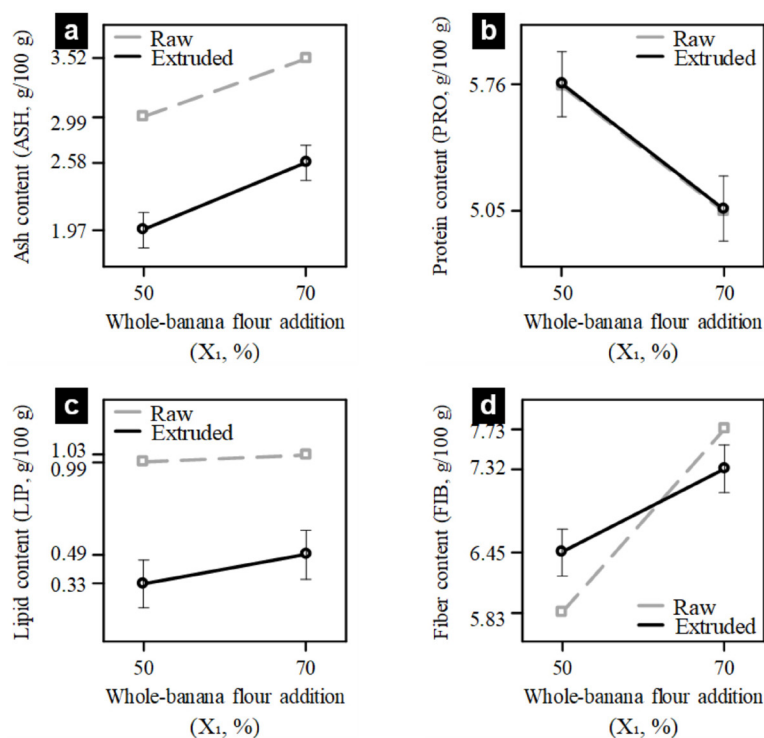 a
Raw
Extruded
Ash content (ASH, g/100 g)
3.52
2.99
2.58
1.97
50
70
Whole-banana flour addition
(X₁, %)
b
Raw
Extruded
Protein content (PRO, g/100 g)
5.76
5.05
50
70
Whole-banana flour addition
(X₁, %)
c
Raw
Extruded
Lipid content (LIP, g/100 g)
1.03
0.99
0.49
0.33
50
70
Whole-banana flour addition
(X₁, %)
d
Fiber content (FIB, g/100 g)
7.73
7.32
6.45
5.83
Raw
Extruded
50
70
Whole-banana flour addition
(X₁, %)